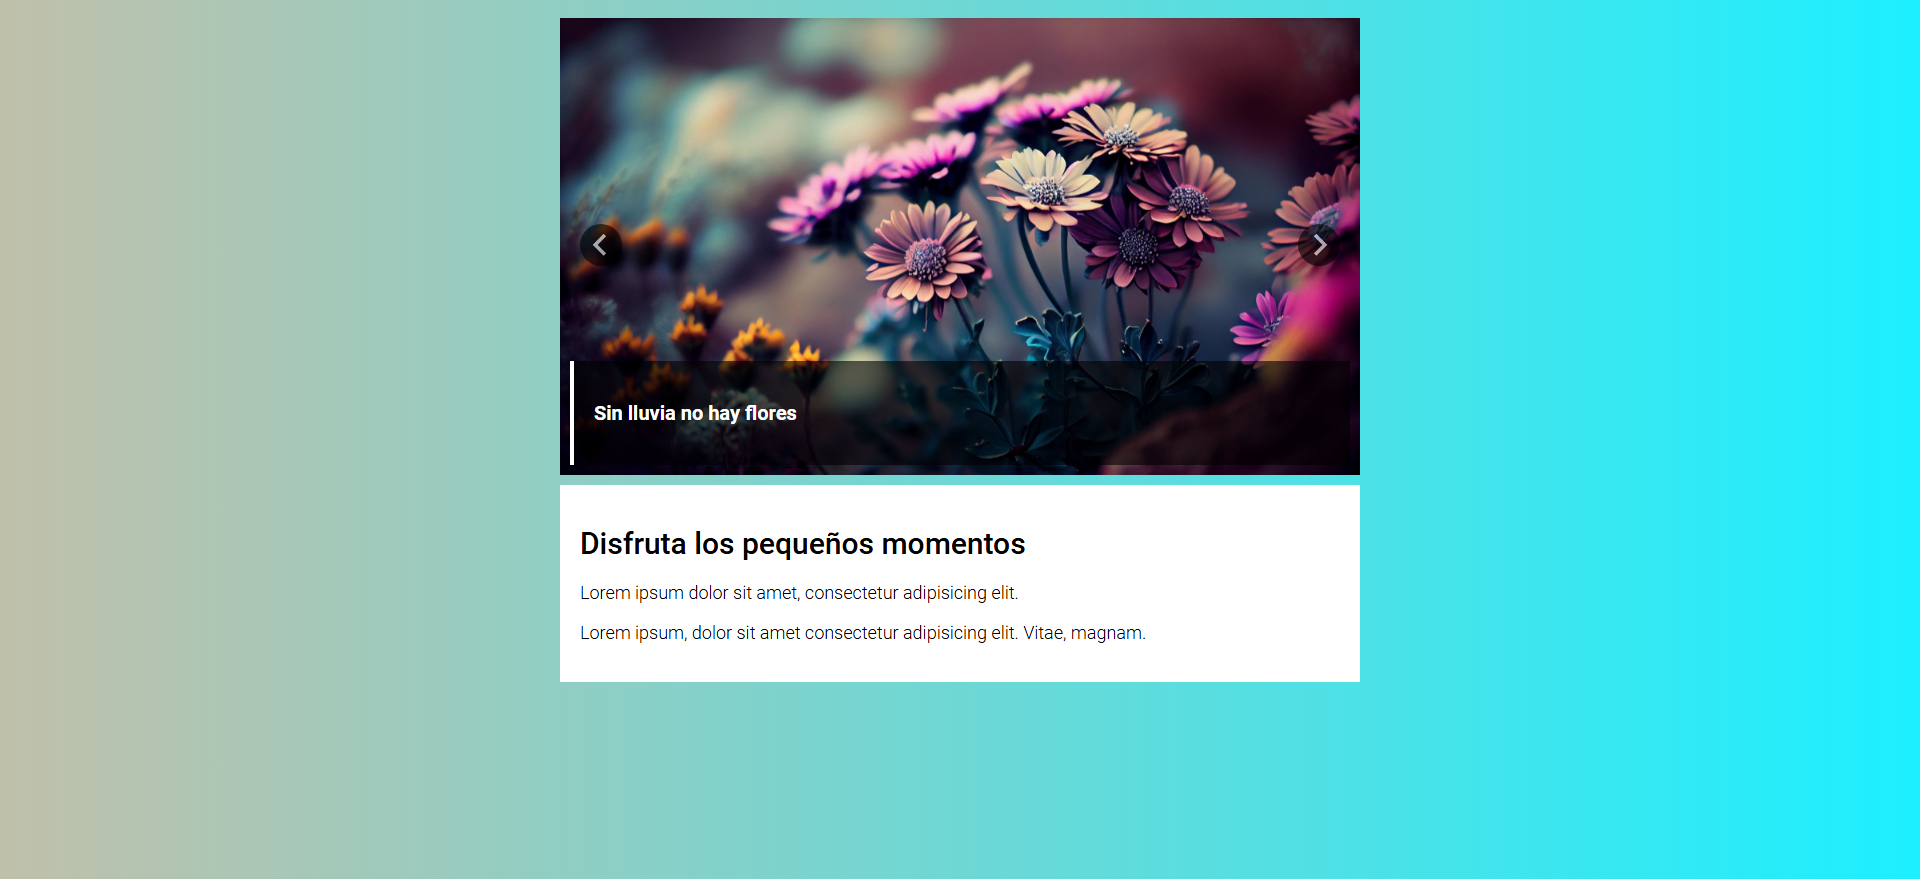 Sin lluvia no hay flores
Disfruta los pequeños momentos
Lorem ipsum dolor sit amet, consectetur adipisicing elit.
Lorem ipsum, dolor sit amet consectetur adipisicing elit. Vitae, magnam.